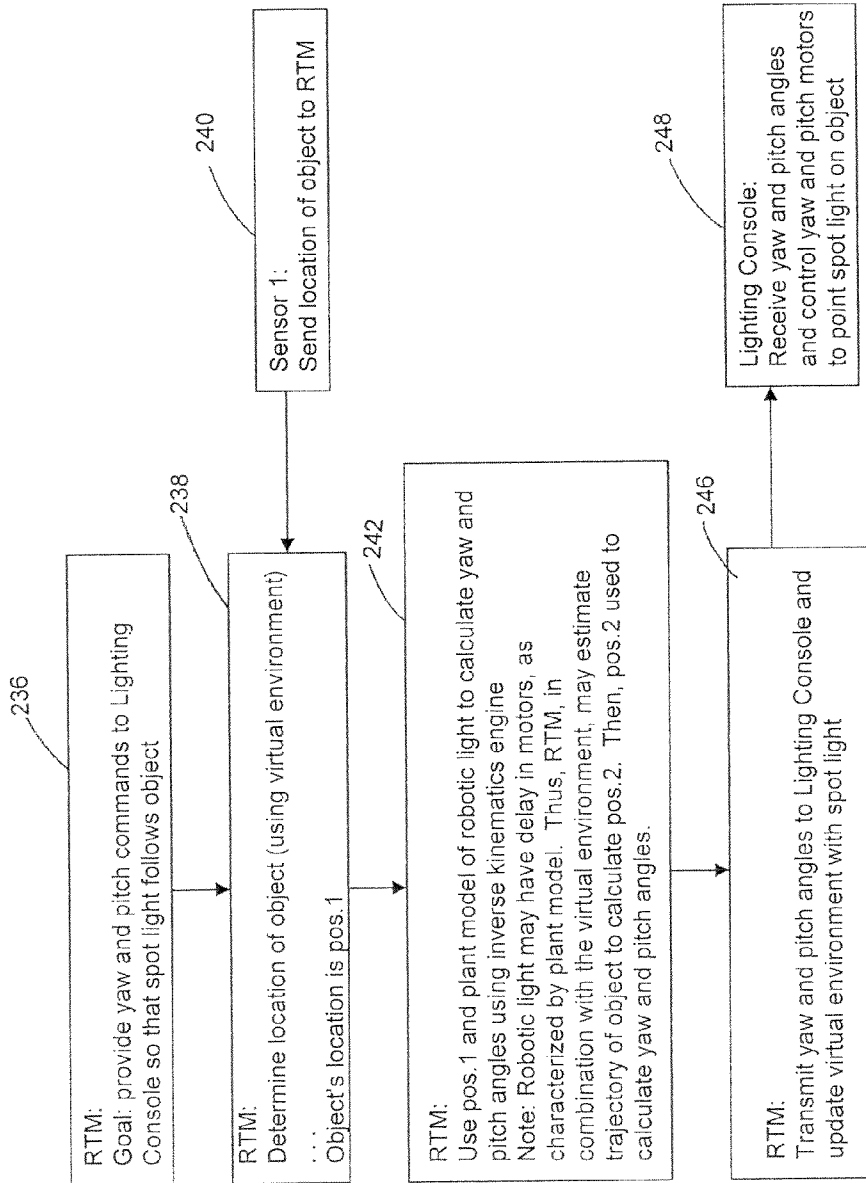 236
RTM:
Goal: provide yaw and pitch commands to Lighting
Console so that spot light follows object
238
RTM:
Determine location of object (using virtual environment)
. . .
Object's location is pos.1
240
Sensor 1:
Send location of object to RTM
242
RTM:
Use pos.1 and plant model of robotic light to calculate yaw and
pitch angles using inverse kinematics engine
Note: Robotic light may have delay in motors, as
characterized by plant model. Thus, RTM, in
combination with the virtual environment, may estimate
trajectory of object to calculate pos.2. Then, pos.2 used to
calculate yaw and pitch angles.
246
RTM:
Transmit yaw and pitch angles to Lighting Console and
update virtual environment with spot light
248
Lighting Console:
Receive yaw and pitch angles
and control yaw and pitch motors
to point spot light on object